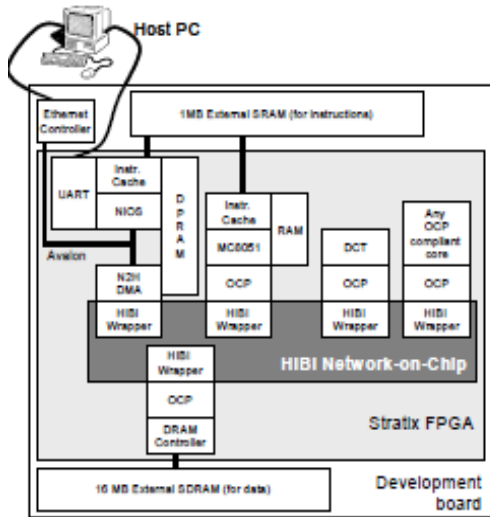 Host PC
Ethernet
Controller
1MB External SRAM (for Instructions)
UART
Instr.
Cache
NIOS
D
P
R
A
M
Instr.
Cache
MC8051
RAM
DCT
Any
OCP
compliant
core
Avalon
N2H
DMA
OCP
OCP
OCP
HIBI
Wrapper
HIBI
Wrapper
HIBI
Wrapper
HIBI
Wrapper
HIBI
Wrapper
HIBI Network-on-Chip
OCP
DRAM
Controller
Stratix FPGA
16 MB External SDRAM (for data)
Development
board